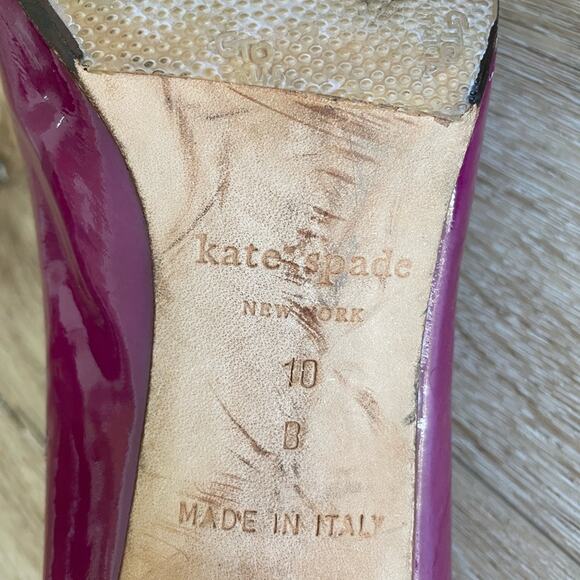 kate spade
NEW YORK
10
B
MADE IN ITALY